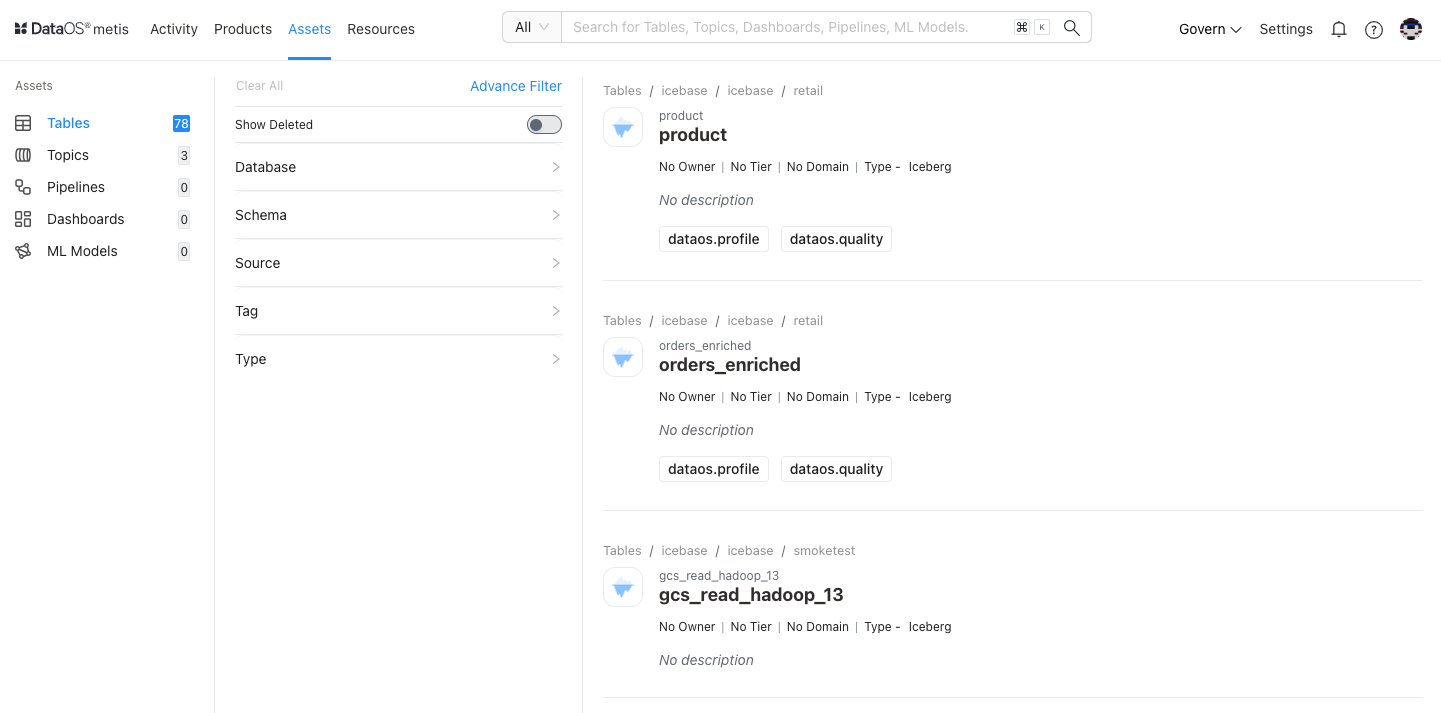 DataOS® metis Activity Products Assets Resources All Search for Tables, Topics, Dashboards, Pipelines, ML Models. ⌘ K Govern Settings
Assets
Tables 78
Topics 3
Pipelines 0
Dashboards 0
ML Models 0
Clear All Advance Filter
Show Deleted
Database
Schema
Source
Tag
Type
Tables / icebase / icebase / retail
product
product
No Owner | No Tier | No Domain | Type - Iceberg
No description
dataos.profile dataos.quality
Tables / icebase / icebase / retail
orders_enriched
orders_enriched
No Owner | No Tier | No Domain | Type - Iceberg
No description
dataos.profile dataos.quality
Tables / icebase / icebase / smoketest
gcs_read_hadoop_13
gcs_read_hadoop_13
No Owner | No Tier | No Domain | Type - Iceberg
No description